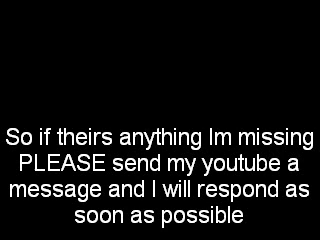 So if theirs anything Im missing
PLEASE send my youtube a
message and I will respond as
soon as possible